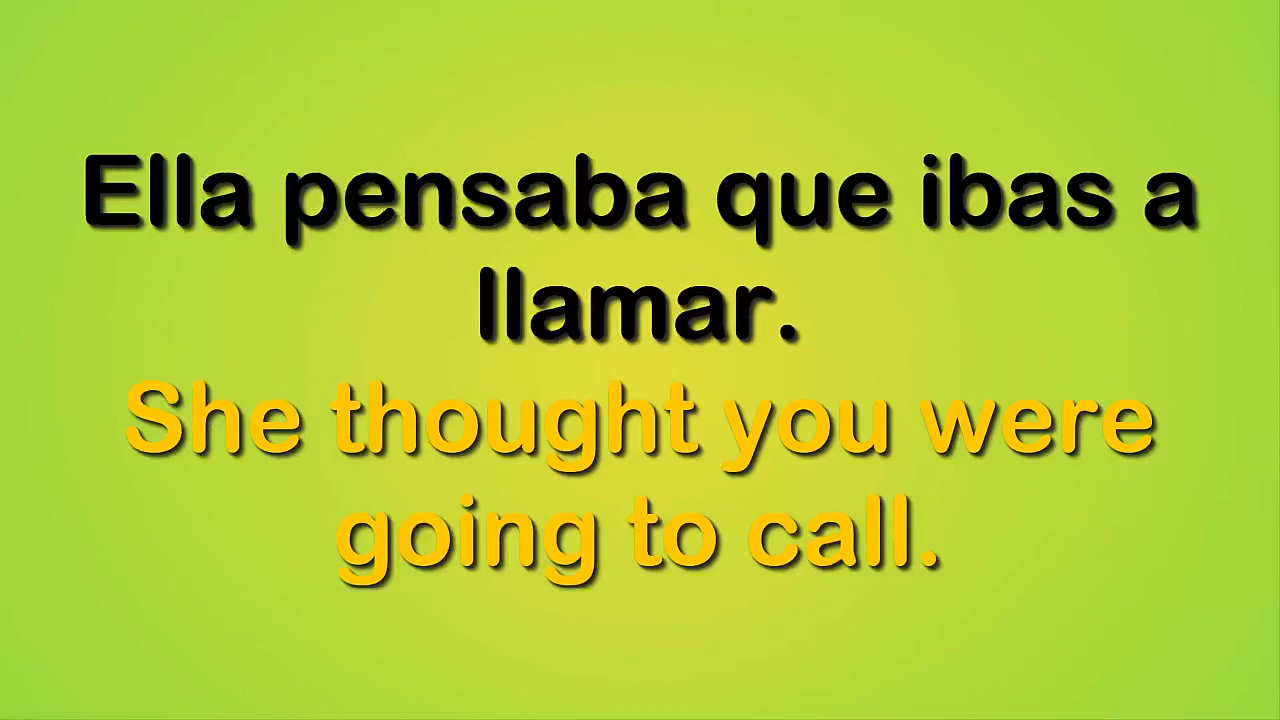 Ella pensaba que ibas a
llamar.
She thought you were
going to call.